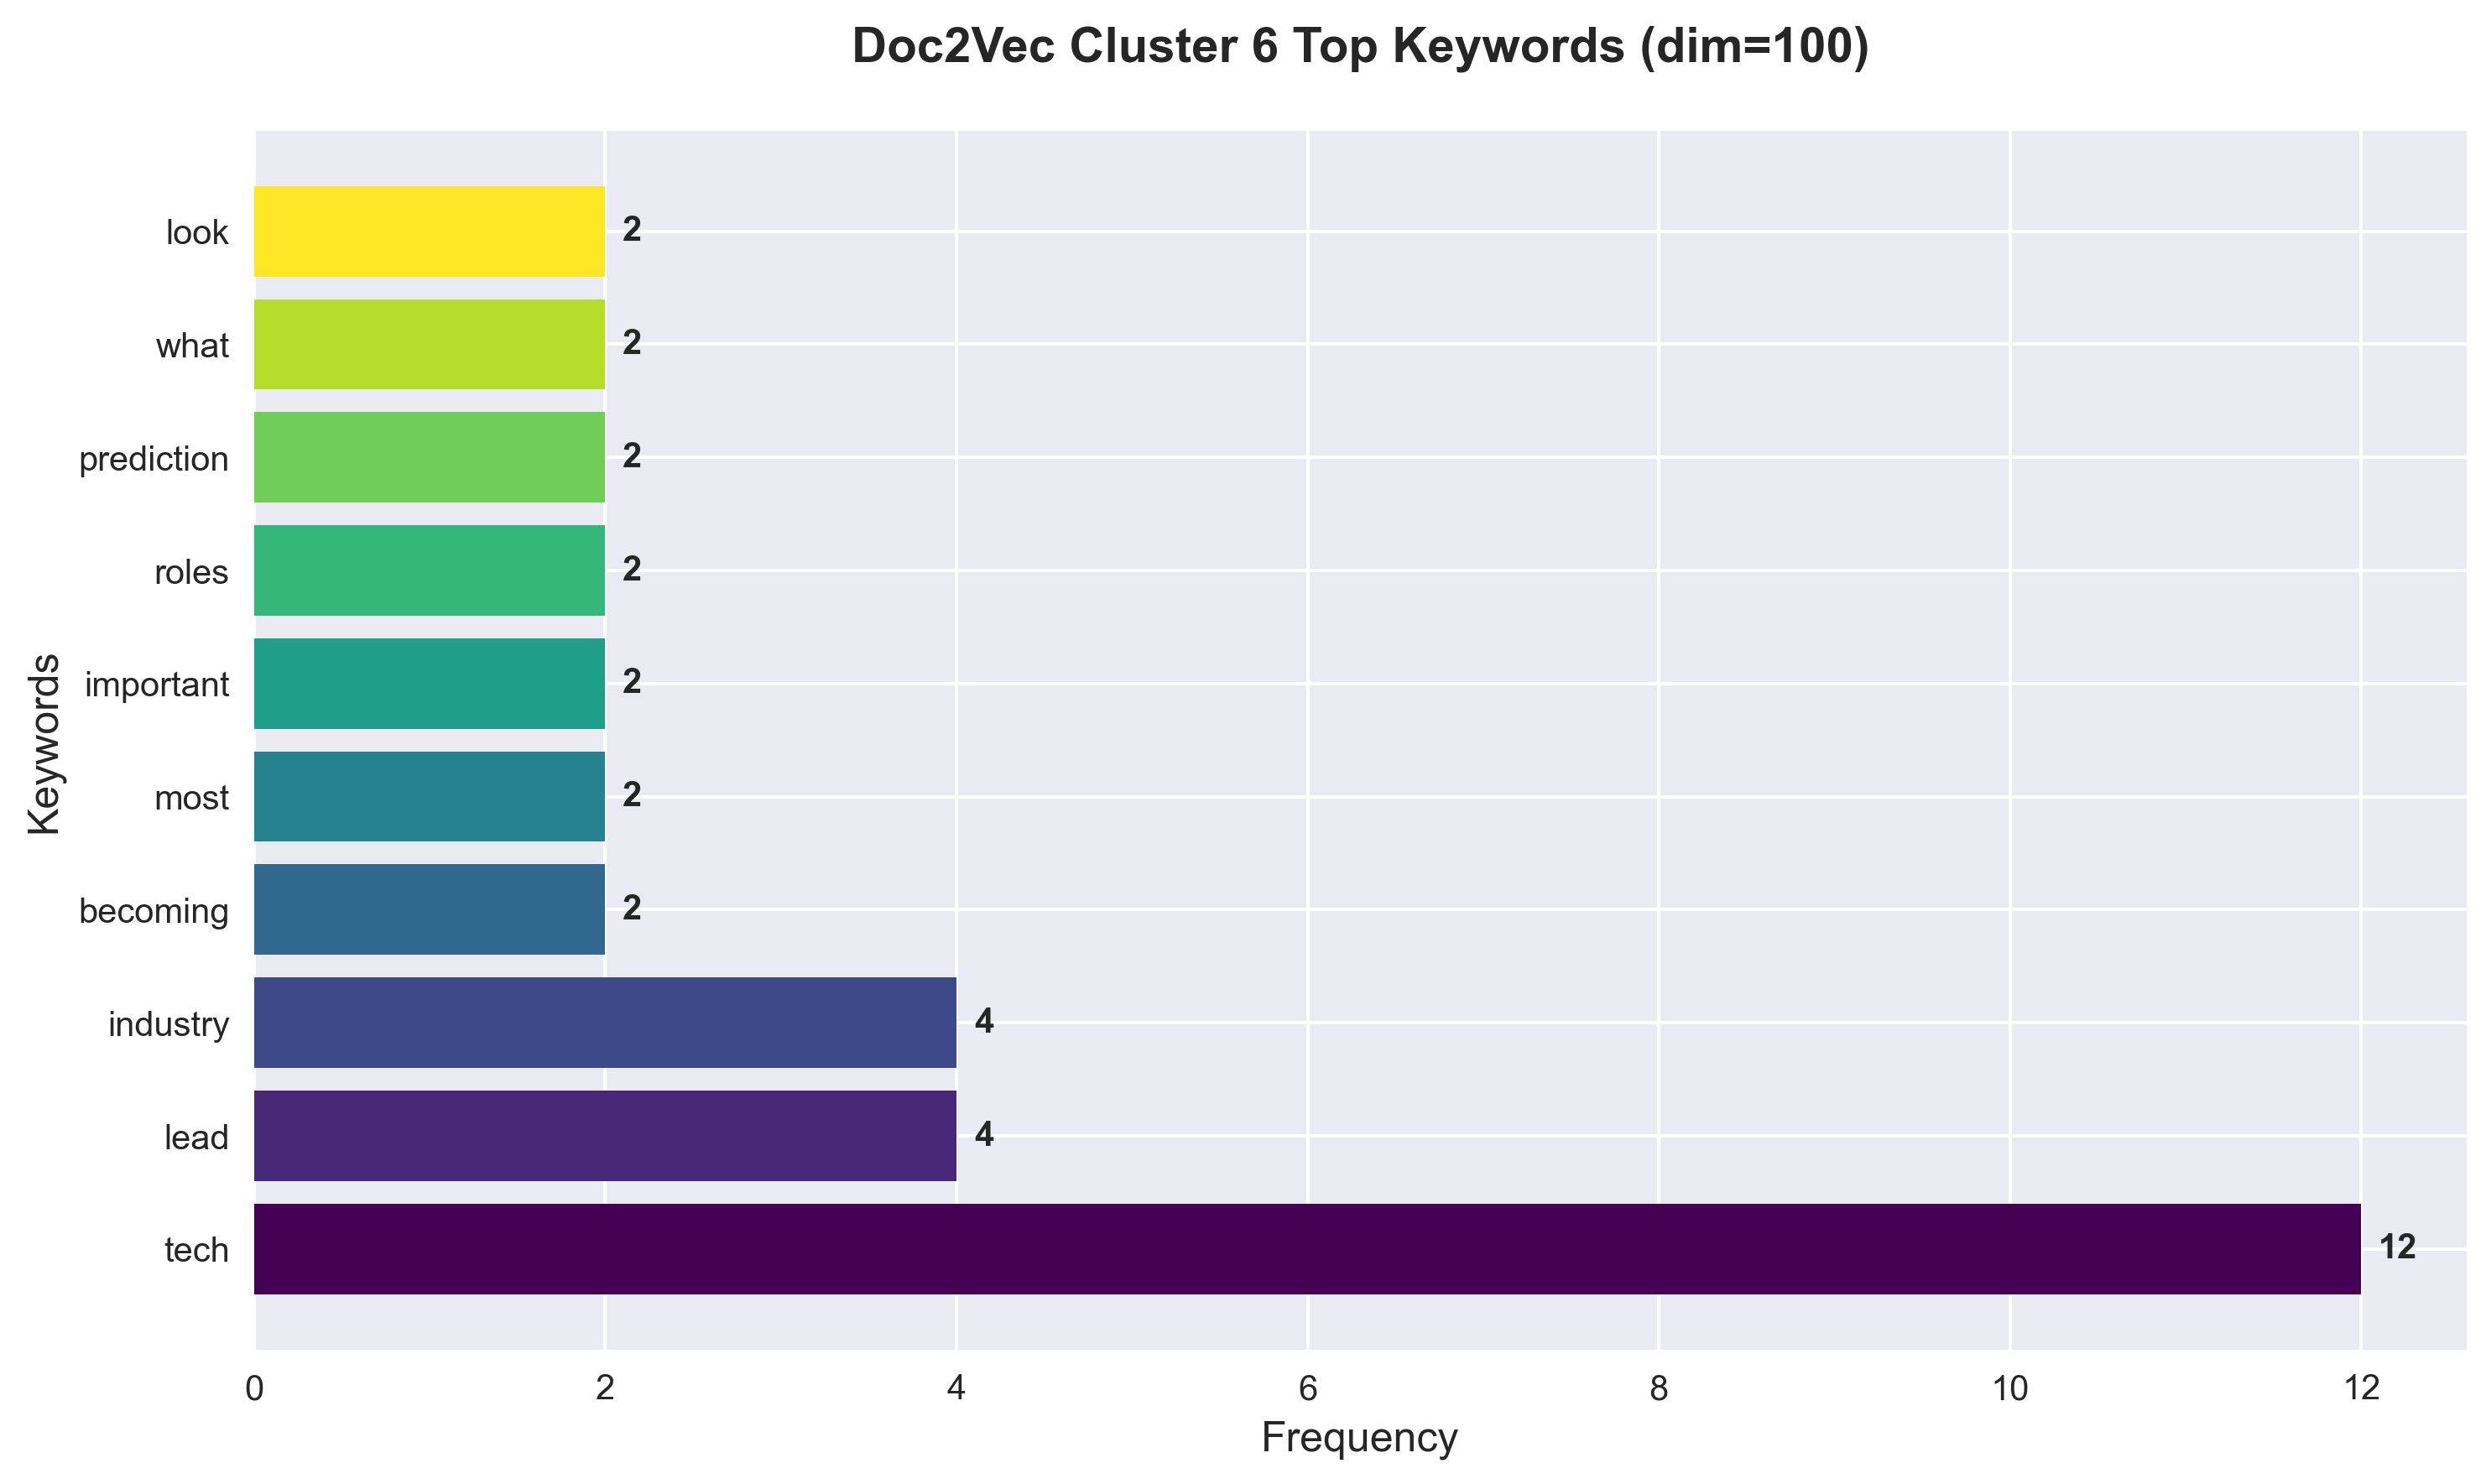 Doc2Vec Cluster 6 Top Keywords (dim=100)
Keywords
look 2
what 2
prediction 2
roles 2
important 2
most 2
becoming 2
industry 4
lead 4
tech 12
0 2 4 6 8 10 12
Frequency